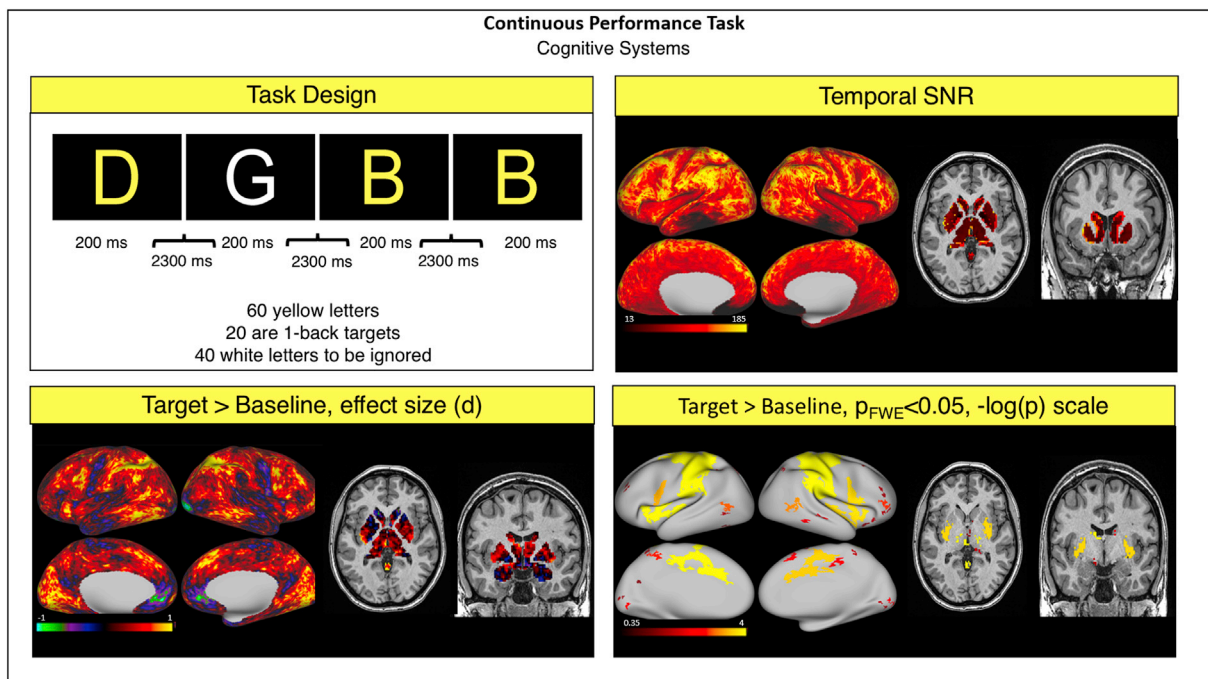 Continuous Performance Task
Cognitive Systems
Task Design
D G B B
200 ms 200 ms 200 ms 200 ms
2300 ms 2300 ms 2300 ms
60 yellow letters
20 are 1-back targets
40 white letters to be ignored
Temporal SNR
13 185
Target > Baseline, effect size (d)
-1 1
Target > Baseline, pFWE<0.05, -log(p) scale
0.35 4